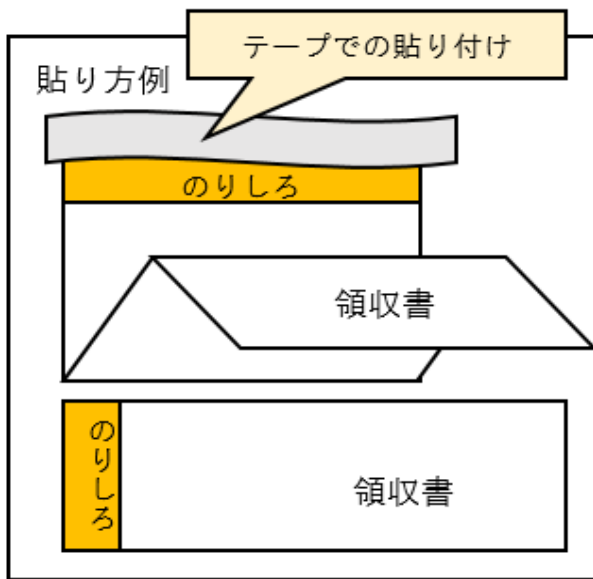 テープでの貼り付け
貼り方例
のりしろ
領収書
のりしろ
領収書